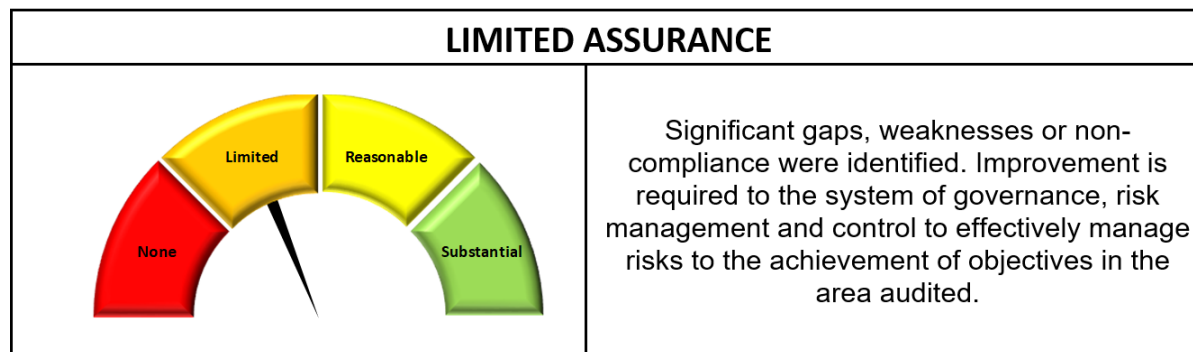 LIMITED ASSURANCE
Limited
Reasonable
None
Substantial
Significant gaps, weaknesses or non-
compliance were identified. Improvement is
required to the system of governance, risk
management and control to effectively manage
risks to the achievement of objectives in the
area audited.